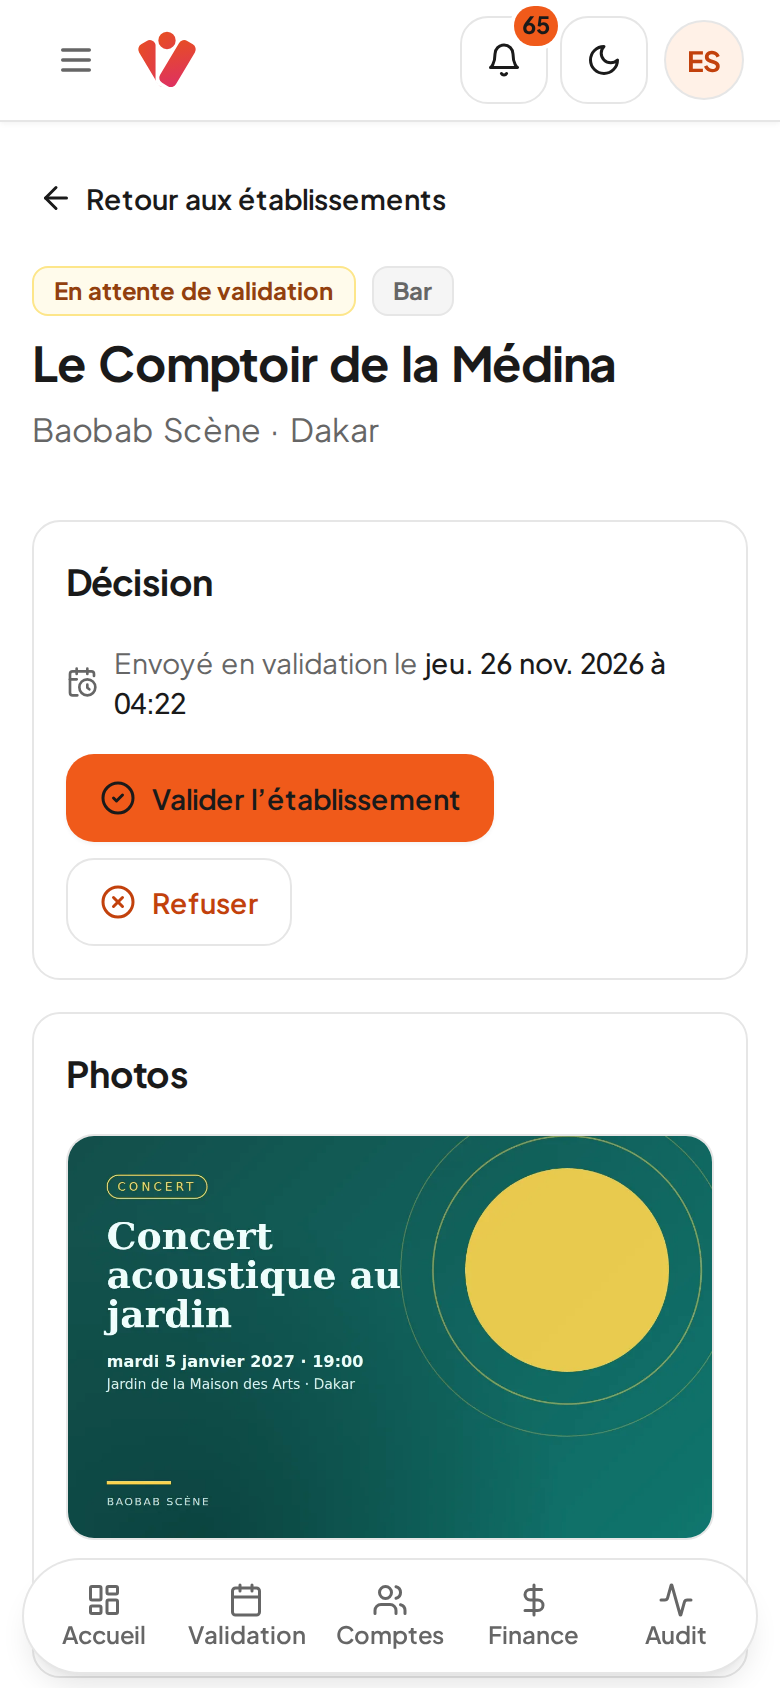 65
ES
Retour aux établissements
En attente de validation
Bar
Le Comptoir de la Médina
Baobab Scène · Dakar
Décision
Envoyé en validation le jeu. 26 nov. 2026 à
04:22
Valider l’établissement
Refuser
Photos
CONCERT
Concert
acoustique au
jardin
mardi 5 janvier 2027 · 19:00
Jardin de la Maison des Arts · Dakar
BAOBAB SCÈNE
Accueil
Validation
Comptes
Finance
Audit